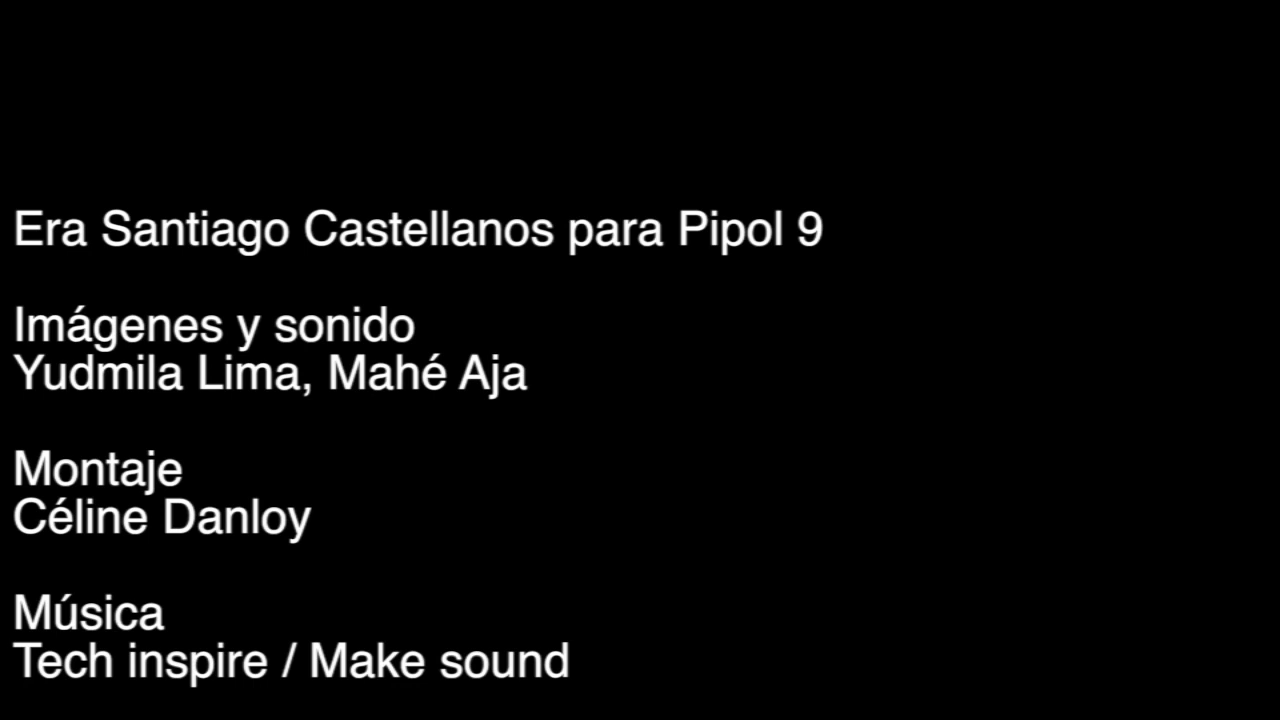 Era Santiago Castellanos para Pipol 9
Imágenes y sonido
Yudmila Lima, Mahé Aja
Montaje
Céline Danloy
Música
Tech inspire / Make sound